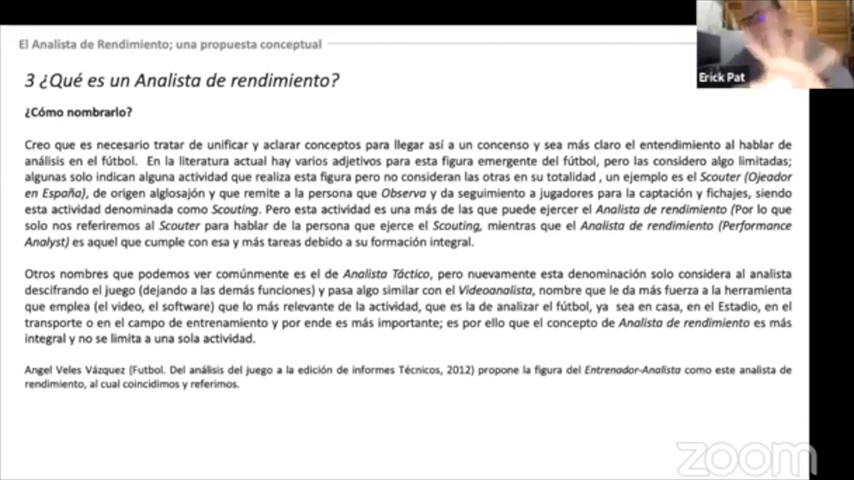 El Analista de Rendimiento; una propuesta conceptual
Erick Pat
3 ¿Qué es un Analista de rendimiento?
¿Cómo nombrarlo?
Creo que es necesario tratar de unificar y aclarar conceptos para llegar así a un concenso y sea más claro el entendimiento al hablar de
análisis en el fútbol. En la literatura actual hay varios adjetivos para esta figura emergente del fútbol, pero las considero algo limitadas;
algunas solo indican alguna actividad que realiza esta figura pero no consideran las otras en su totalidad , un ejemplo es el Scouter (Ojeador
en España), de origen alglosajón y que remite a la persona que Observa y da seguimiento a jugadores para la captación y fichajes, siendo
esta actividad denominada como Scouting. Pero esta actividad es una más de las que puede ejercer el Analista de rendimiento (Por lo que
solo nos referiremos al Scouter para hablar de la persona que ejerce el Scouting, mientras que el Analista de rendimiento (Performance
Analyst) es aquel que cumple con esa y más tareas debido a su formación integral.
Otros nombres que podemos ver comúnmente es el de Analista Táctico, pero nuevamente esta denominación solo considera al analista
descifrando el juego (dejando a las demás funciones) y pasa algo similar con el Videoanalista, nombre que le da más fuerza a la herramienta
que emplea (el video, el software) que lo más relevante de la actividad, que es la de analizar el fútbol, ya sea en casa, en el Estadio, en el
transporte o en el campo de entrenamiento y por ende es más importante; es por ello que el concepto de Analista de rendimiento es más
integral y no se limita a una sola actividad.
Angel Veles Vázquez (Futbol. Del análisis del juego a la edición de informes Técnicos, 2012) propone la figura del Entrenador-Analista como este analista de
rendimiento, al cual coincidimos y referimos.
zoom